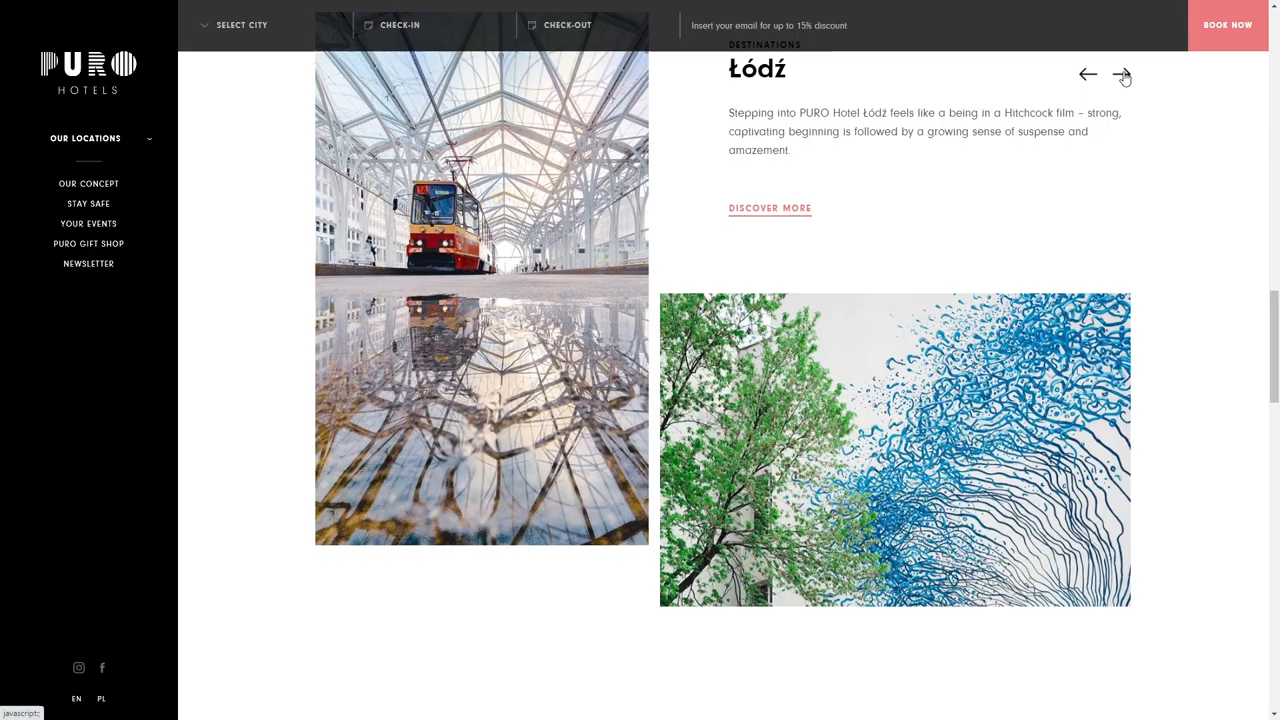 PURO
HOTELS
OUR LOCATIONS
OUR CONCEPT
STAY SAFE
YOUR EVENTS
PURO GIFT SHOP
NEWSLETTER
EN PL
javascript:;
SELECT CITY
CHECK-IN
CHECK-OUT
Insert your email for up to 15% discount
BOOK NOW
DESTINATIONS
Łódź
Stepping into PURO Hotel Łódź feels like a being in a Hitchcock film – strong,
captivating beginning is followed by a growing sense of suspense and
amazement.
DISCOVER MORE